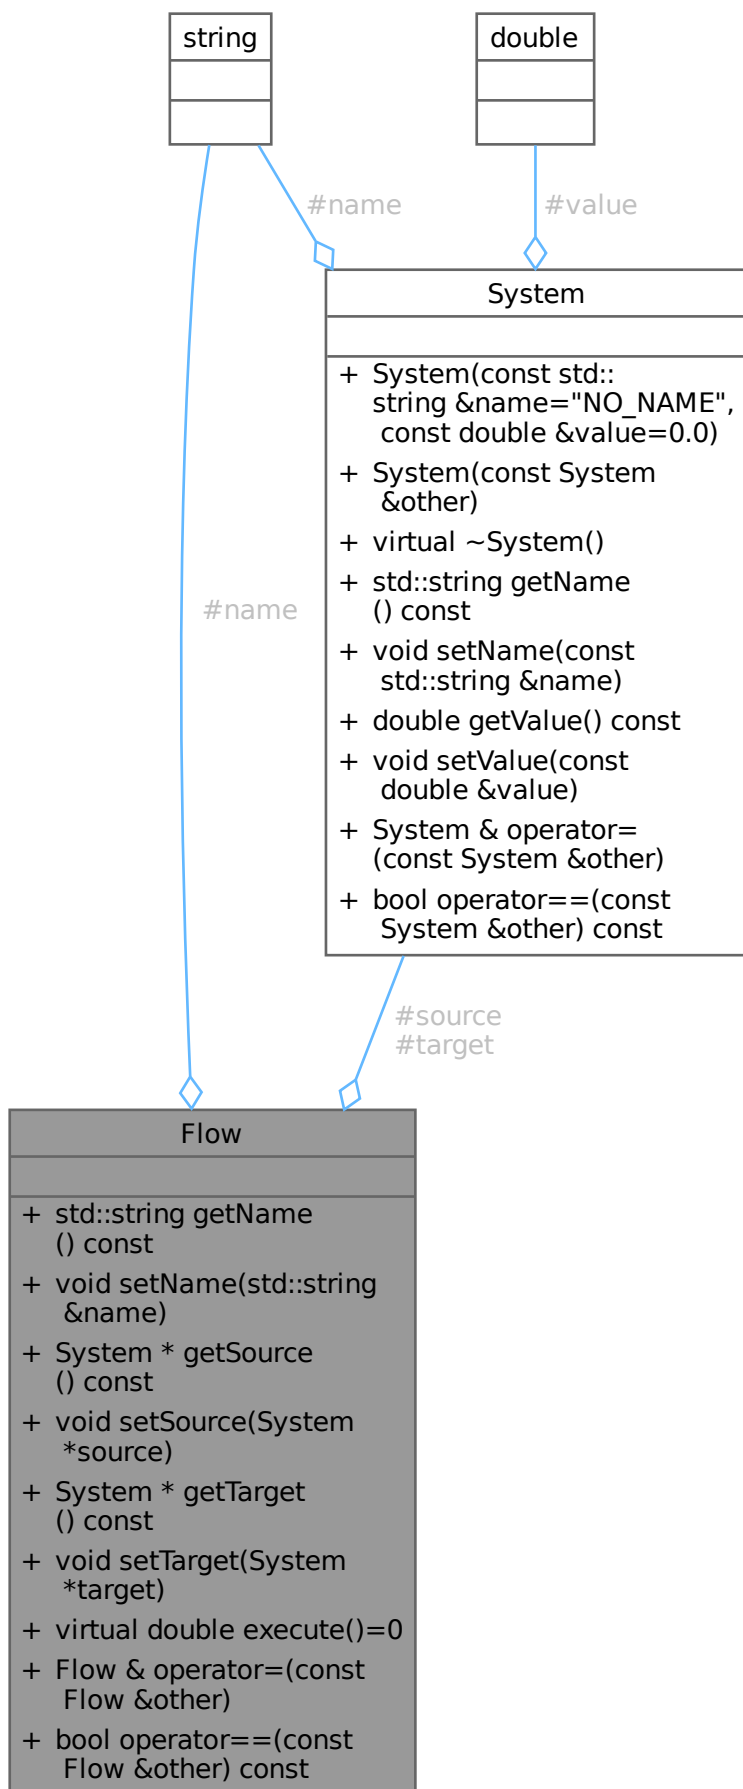 string
double
#name
#value
System
+ System(const std::
string &name="NO_NAME",
const double &value=0.0)
+ System(const System
&other)
+ virtual ~System()
+ std::string getName
() const
+ void setName(const
std::string &name)
+ double getValue() const
+ void setValue(const
double &value)
+ System & operator=
(const System &other)
+ bool operator==(const
System &other) const
#name
#source
#target
Flow
+ std::string getName
() const
+ void setName(std::string
&name)
+ System * getSource
() const
+ void setSource(System
*source)
+ System * getTarget
() const
+ void setTarget(System
*target)
+ virtual double execute()=0
+ Flow & operator=(const
Flow &other)
+ bool operator==(const
Flow &other) const